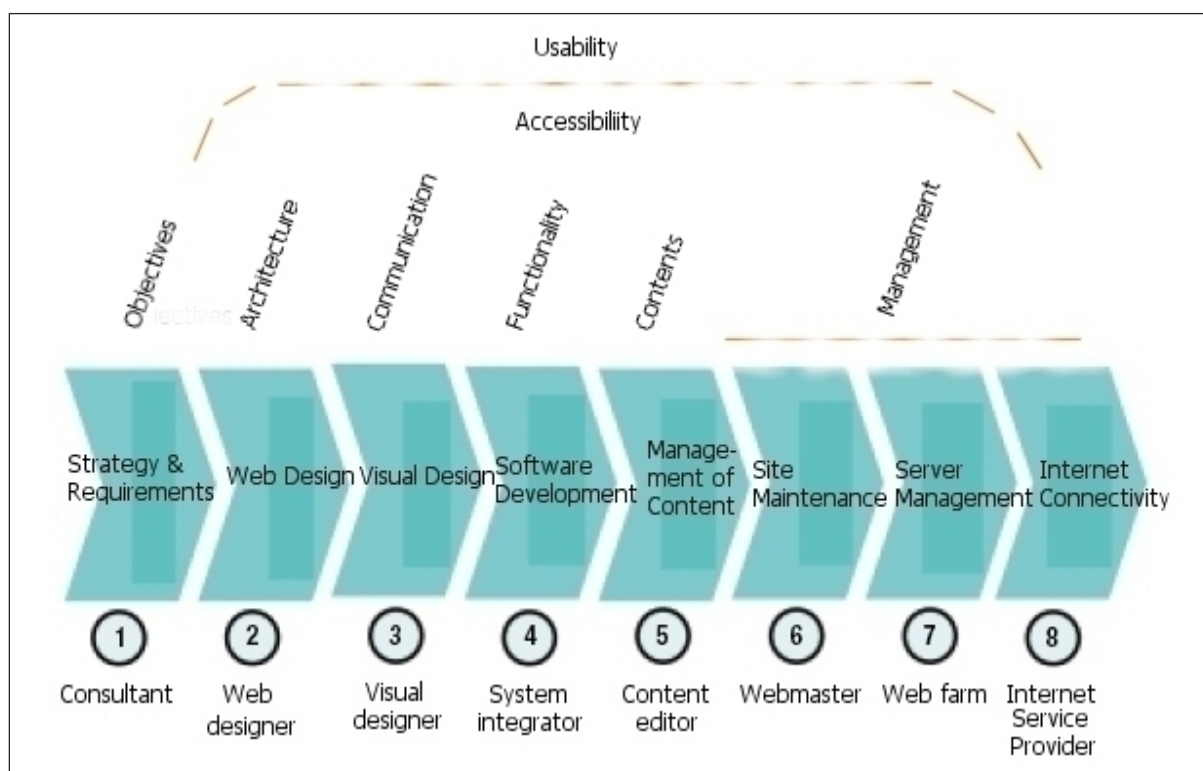 Usability
Accessibiliity
Objectives
Architecture
Communication
Functionality
Contents
Management
jectives
Strategy &
Requirements
Web Design
Visual Design
Software
Development
Manage-
ment of
Content
Site
Maintenance
Server
Management
Internet
Connectivity
1
2
3
4
5
6
7
8
Consultant
Web
designer
Visual
designer
System
integrator
Content
editor
Webmaster
Web farm
Internet
Service
Provider